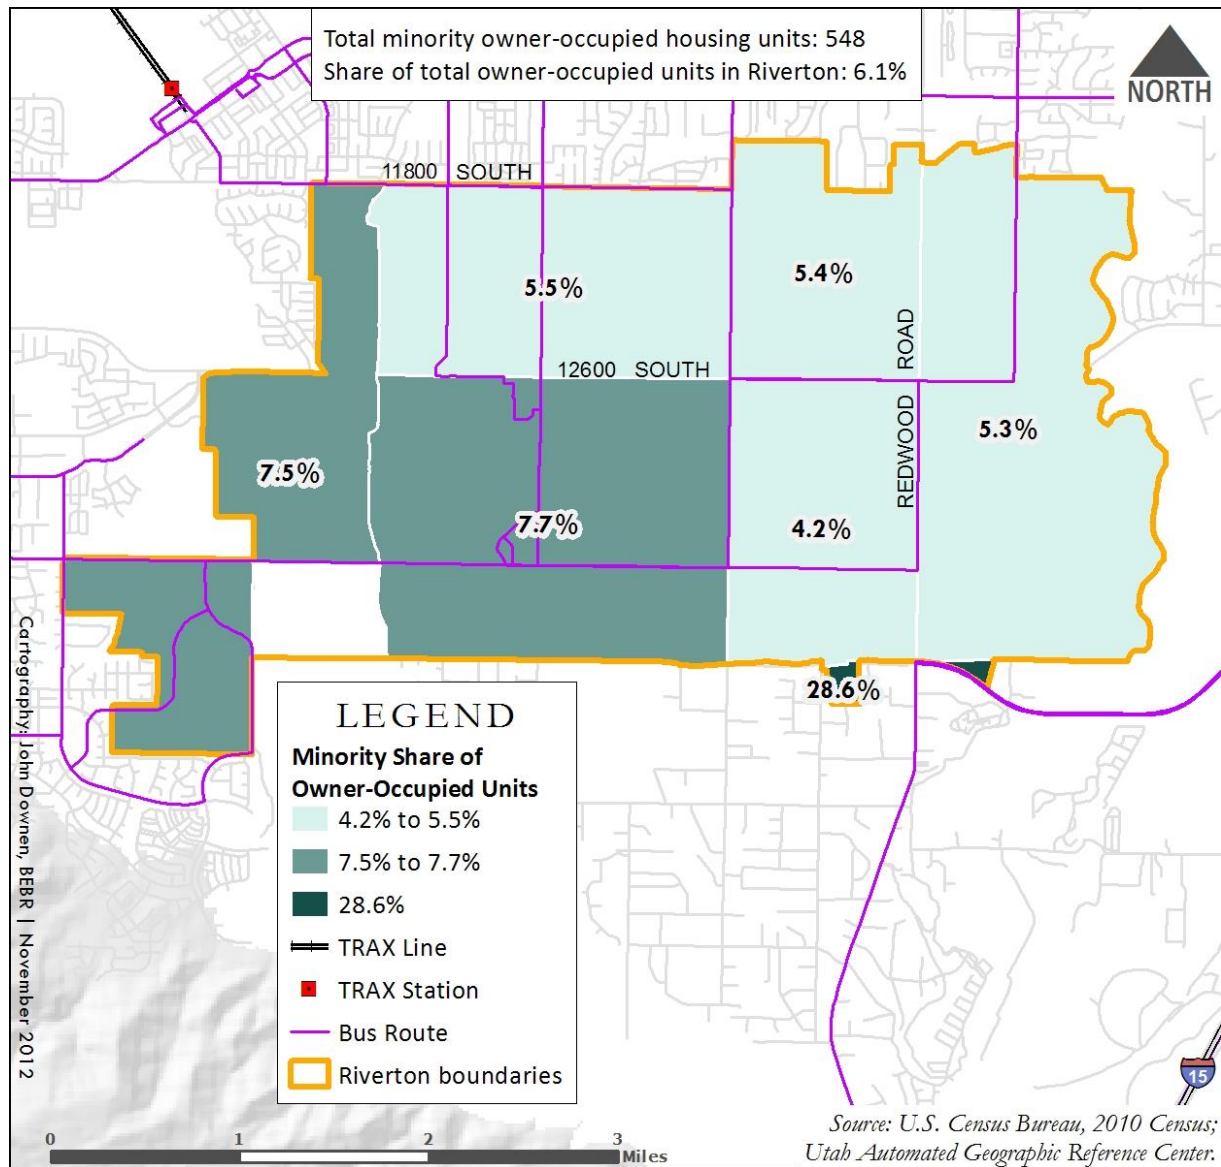 Total minority owner-occupied housing units: 548
Share of total owner-occupied units in Riverton: 6.1%
NORTH
11800 SOUTH
5.5%
5.4%
12600 SOUTH
REDWOOD ROAD
5.3%
7.5%
7.7%
4.2%
28.6%
LEGEND
Minority Share of
Owner-Occupied Units
4.2% to 5.5%
7.5% to 7.7%
28.6%
TRAX Line
TRAX Station
Bus Route
Riverton boundaries
Cartography: John Downen, BEBR | November 2012
15
0 1 2 3
Miles
Source: U.S. Census Bureau, 2010 Census;
Utah Automated Geographic Reference Center.